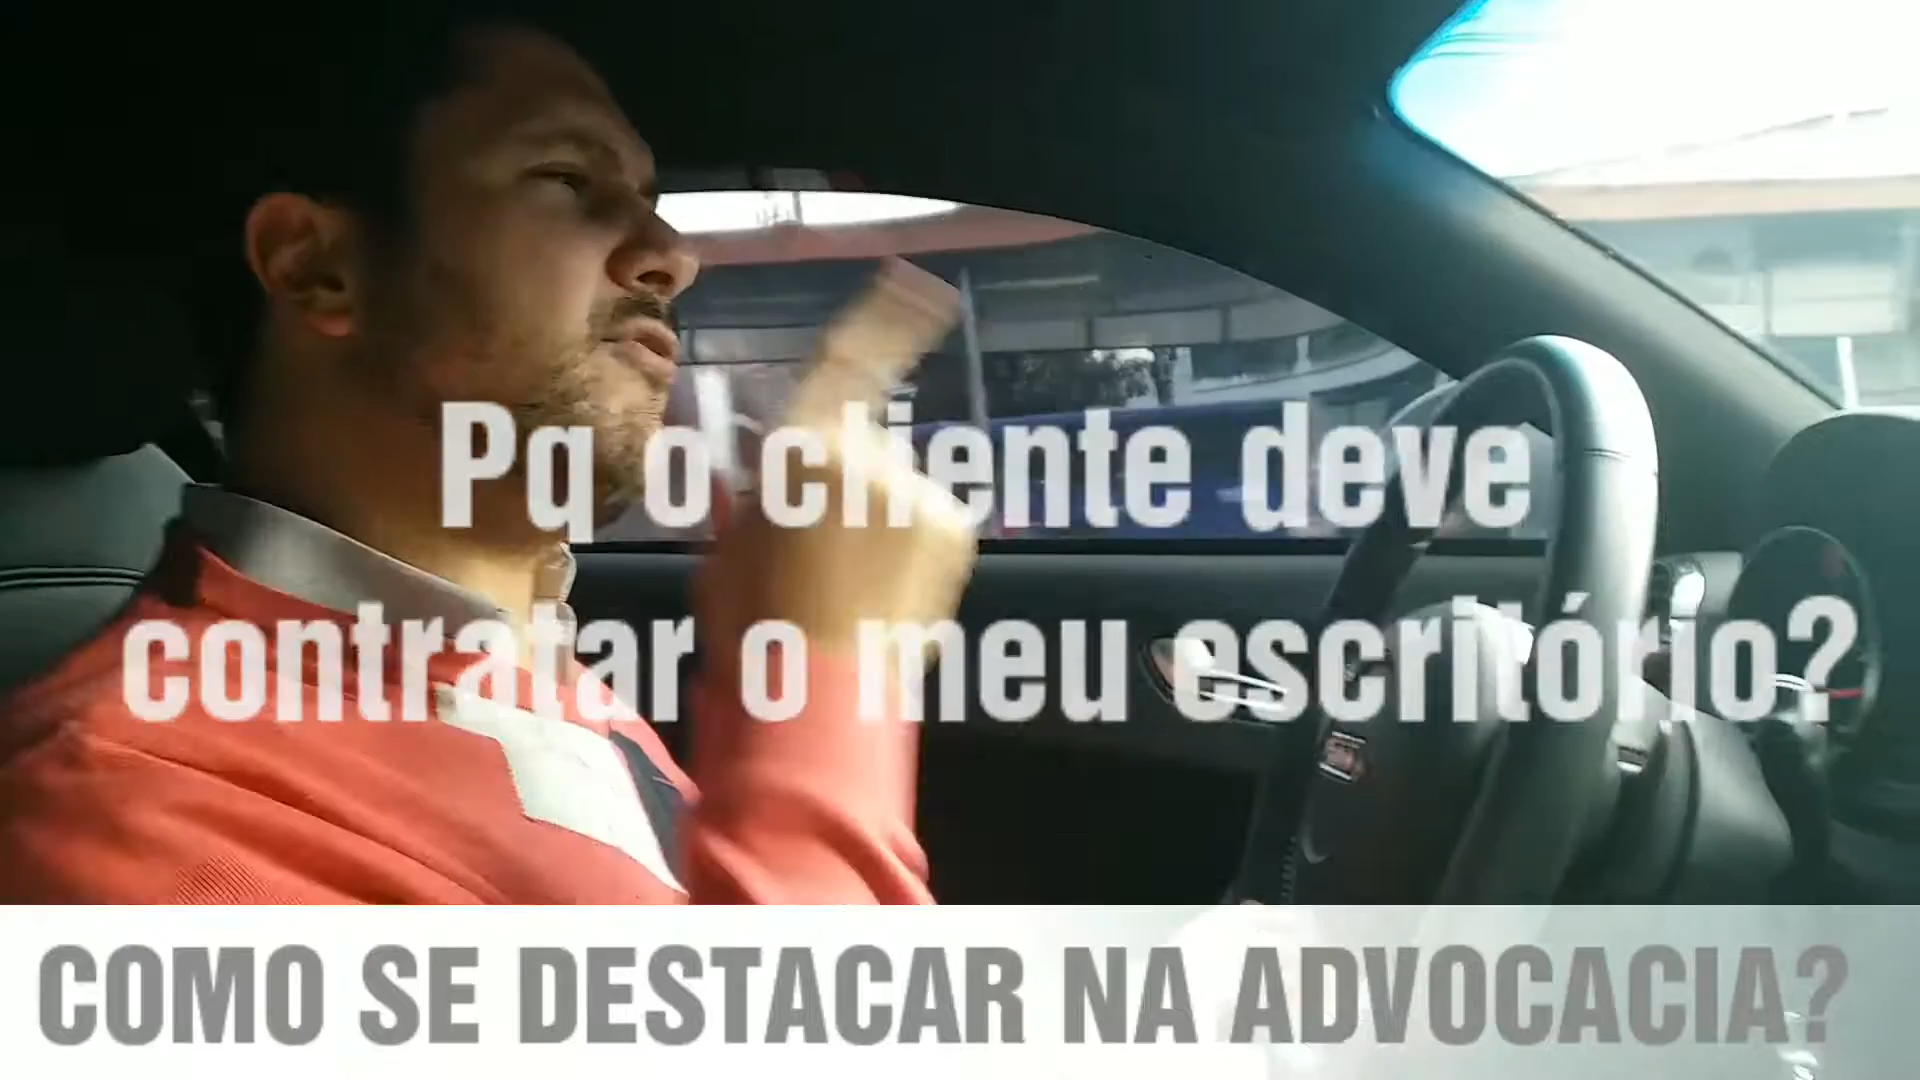 Pq o cliente deve
contratar o meu escritório?
COMO SE DESTACAR NA ADVOCACIA?